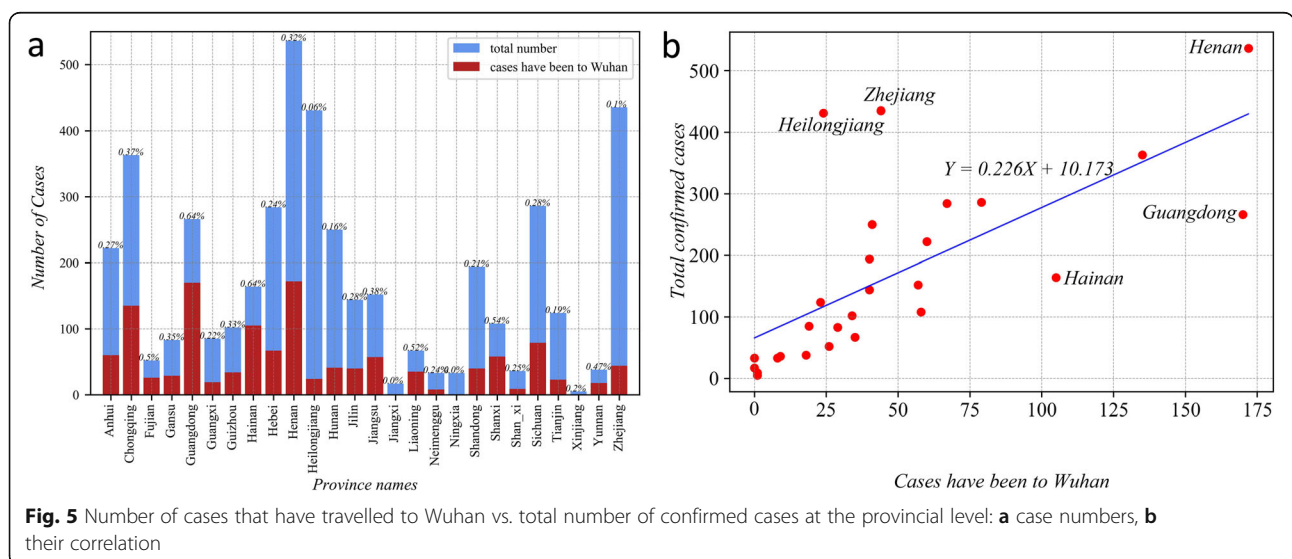 a
total number
cases have been to Wuhan
Number of Cases
500
400
300
200
100
0
0.27%
0.37%
0.5%
0.35%
0.64%
0.22%
0.33%
0.64%
0.24%
0.32%
0.06%
0.16%
0.28%
0.38%
0.0%
0.52%
0.24%
0.0%
0.21%
0.54%
0.25%
0.28%
0.19%
0.2%
0.47%
0.1%
Anhui
Chongqing
Fujian
Gansu
Guangdong
Guangxi
Guizhou
Hainan
Hebei
Henan
Heilongjiang
Hunan
Jilin
Jiangsu
Jiangxi
Liaoning
Neimenggu
Ningxia
Shandong
Shanxi
Shan_xi
Sichuan
Tianjin
Xinjiang
Yunnan
Zhejiang
Province names
b
Total confirmed cases
500
400
300
200
100
0
Henan
Zhejiang
Heilongjiang
Y = 0.226X + 10.173
Guangdong
Hainan
0
25
50
75
100
125
150
175
Cases have been to Wuhan
Fig. 5 Number of cases that have travelled to Wuhan vs. total number of confirmed cases at the provincial level: a case numbers, b
their correlation